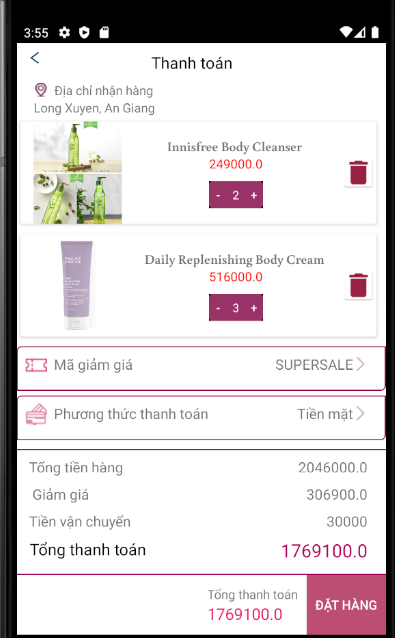 3:55
Thanh toán
Địa chỉ nhận hàng
Long Xuyen, An Giang
Innisfree Body Cleanser
249000.0
- 2 +
Daily Replenishing Body Cream
516000.0
- 3 +
Mã giảm giá SUPERSALE
Phương thức thanh toán Tiền mặt
Tổng tiền hàng 2046000.0
Giảm giá 306900.0
Tiền vận chuyển 30000
Tổng thanh toán 1769100.0
Tổng thanh toán
1769100.0
ĐẶT HÀNG